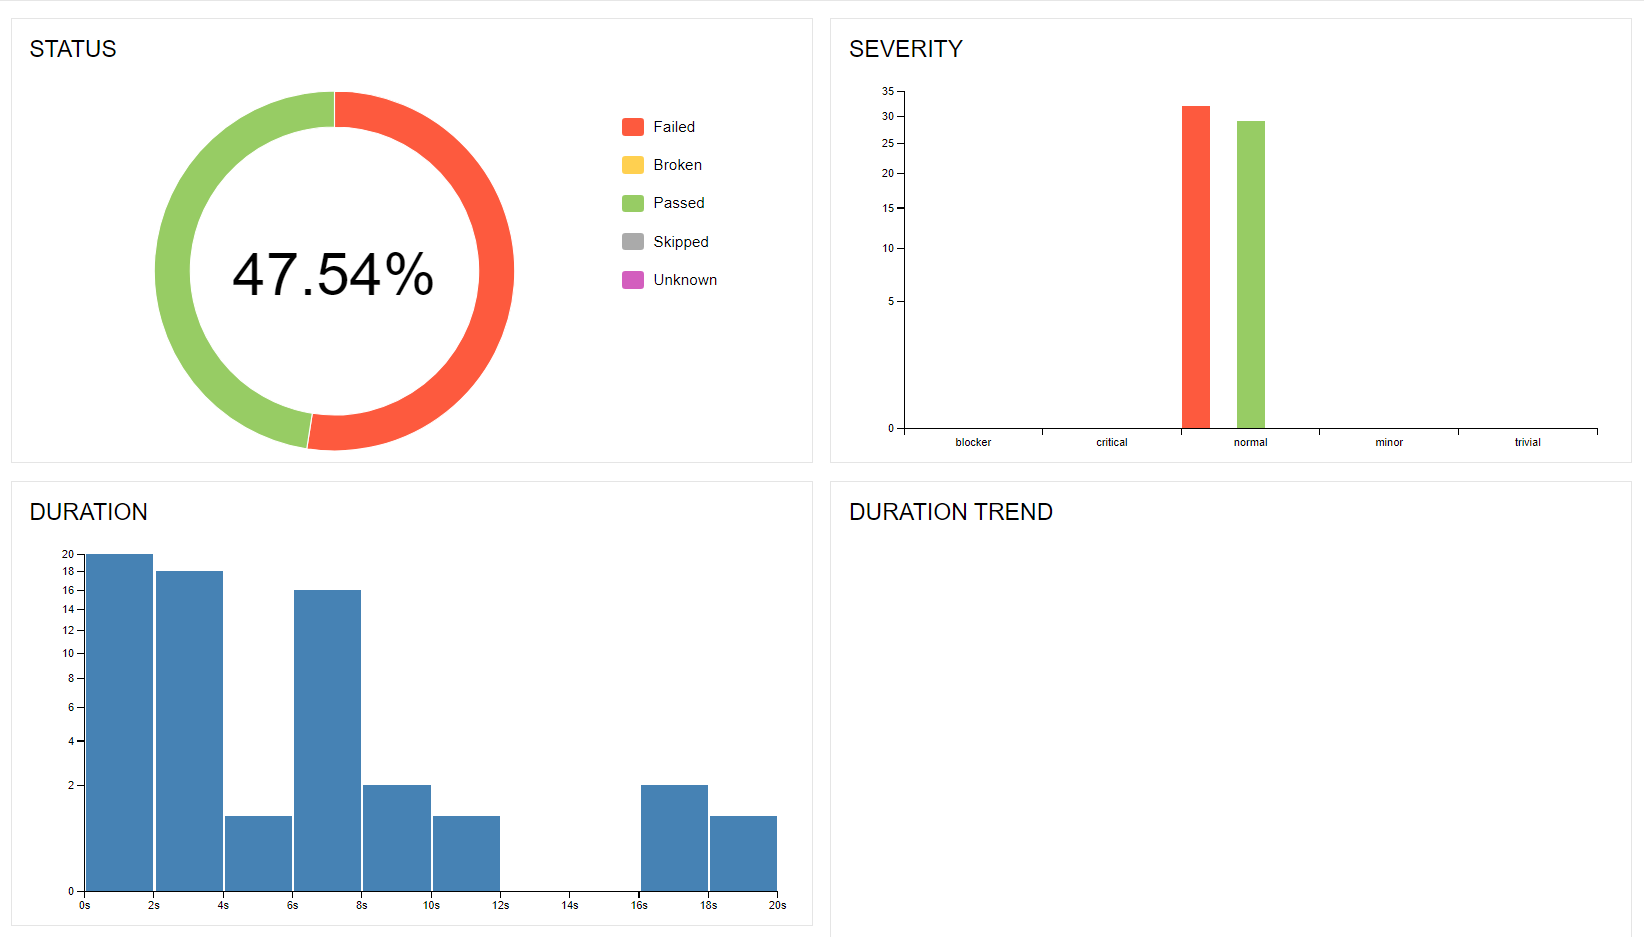 STATUS
47.54%
Failed
Broken
Passed
Skipped
Unknown
SEVERITY
35
30
25
20
15
10
5
0
blocker critical normal minor trivial
DURATION
20
18
16
14
12
10
8
6
4
2
0
0s 2s 4s 6s 8s 10s 12s 14s 16s 18s 20s
DURATION TREND